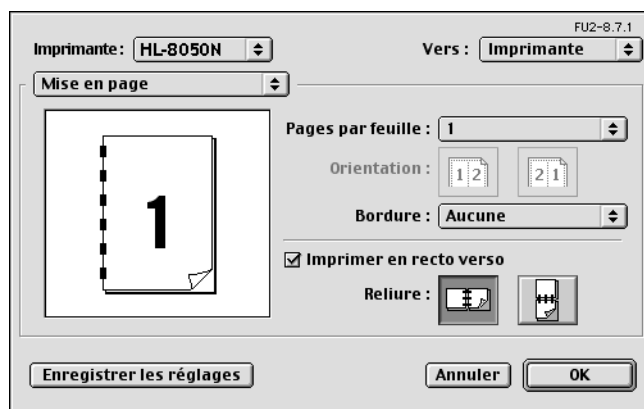 FU2-8.7.1
Imprimante : HL-8050N Vers : Imprimante
Mise en page
1
Pages par feuille : 1
Orientation : 1 2 2 1
Bordure : Aucune
Imprimer en recto verso
Reliure :
Enregistrer les réglages Annuler OK